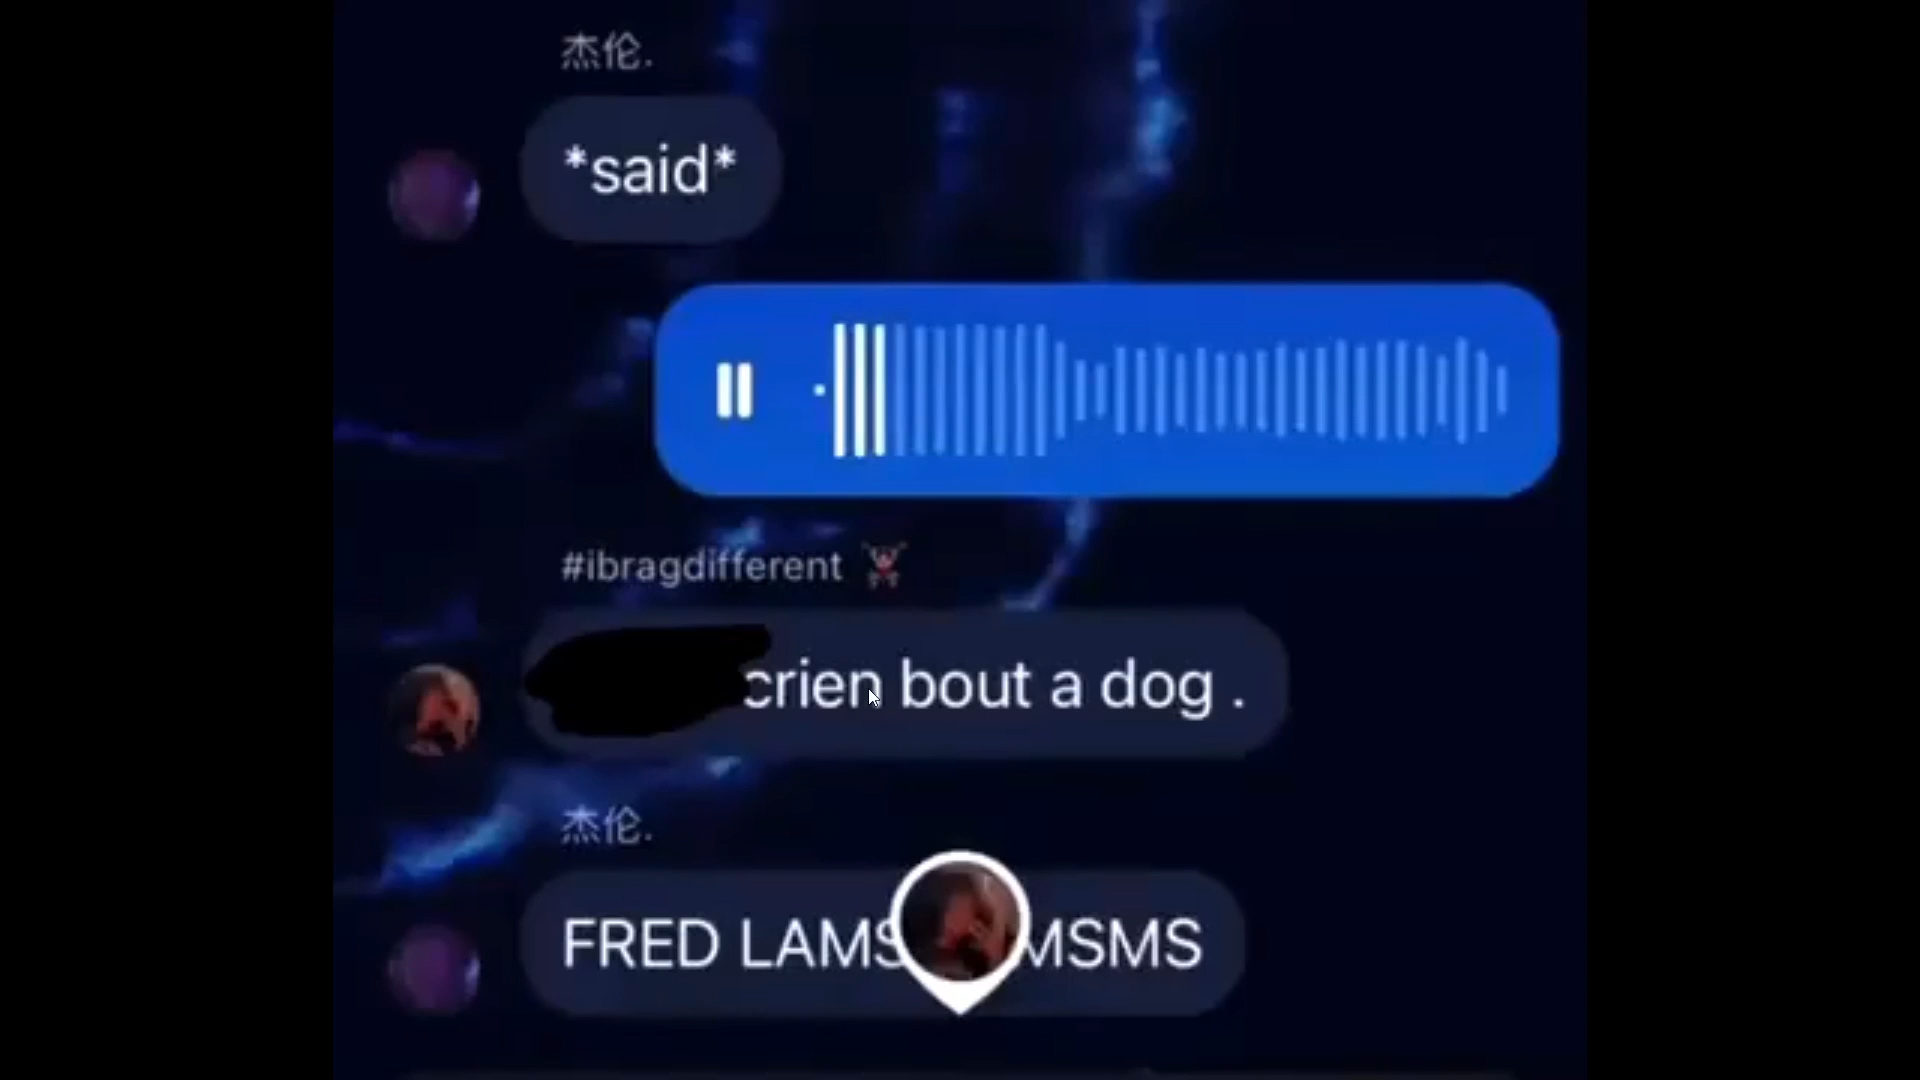 杰伦.
*said*
#ibragdifferent
crien bout a dog .
杰伦.
FRED LAMS MSMS